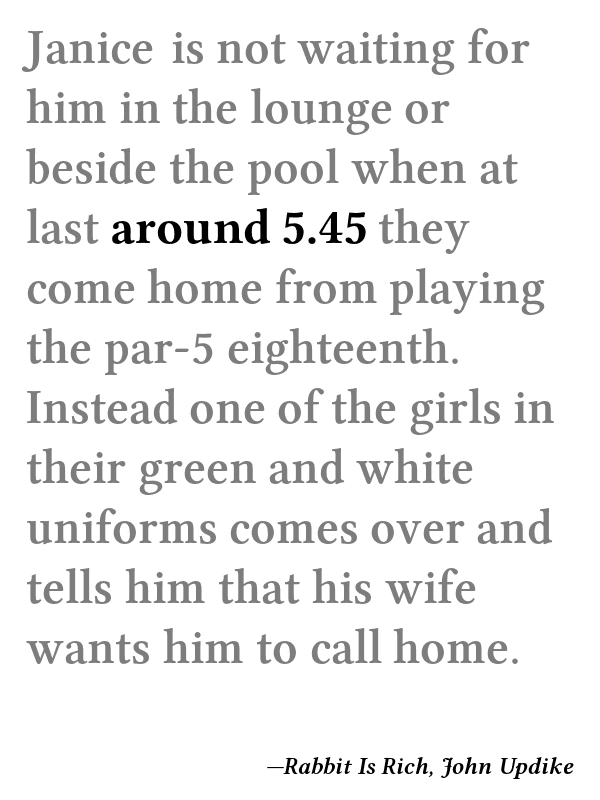 Janice is not waiting for
him in the lounge or
beside the pool when at
last around 5.45 they
come home from playing
the par-5 eighteenth.
Instead one of the girls in
their green and white
uniforms comes over and
tells him that his wife
wants him to call home.
—Rabbit Is Rich, John Updike